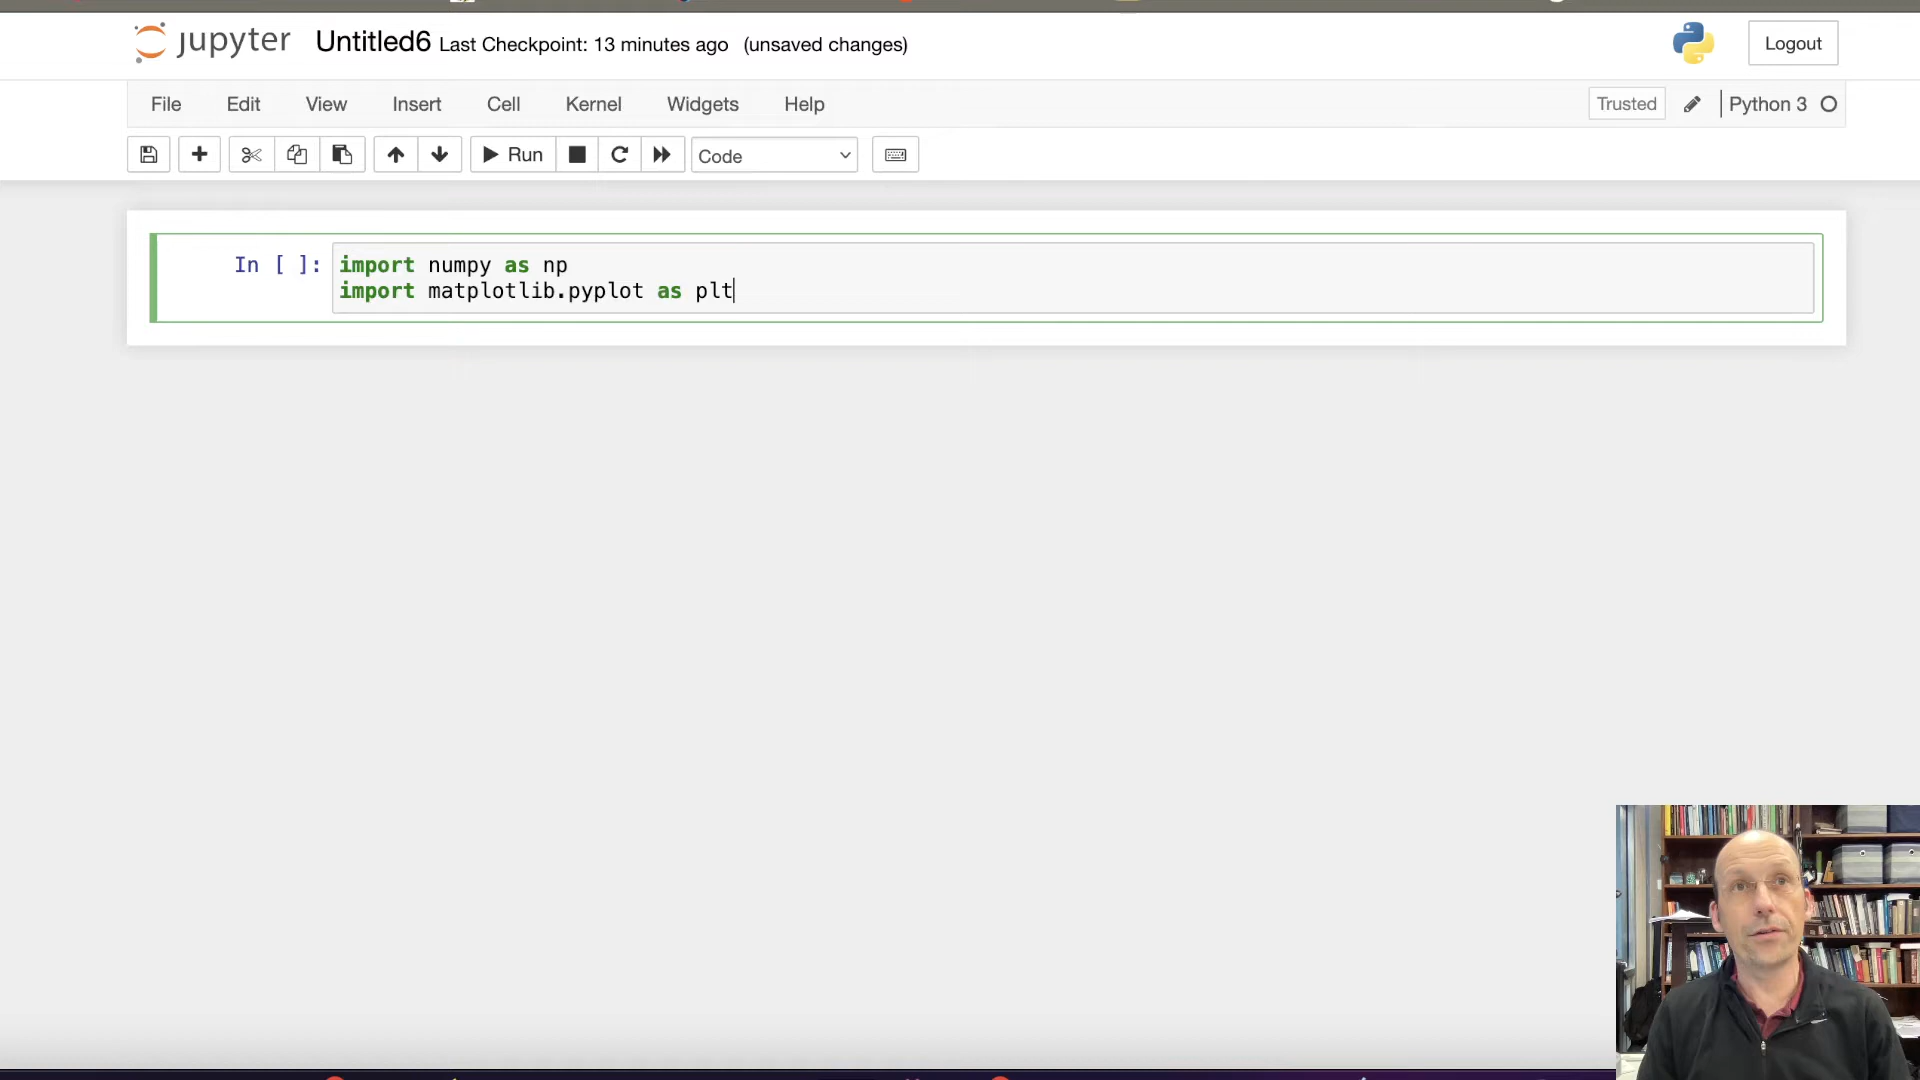 jupyter Untitled6 Last Checkpoint: 13 minutes ago (unsaved changes)
Logout
File Edit View Insert Cell Kernel Widgets Help
Trusted Python 3
Run Code
In [ ]: import numpy as np
import matplotlib.pyplot as plt